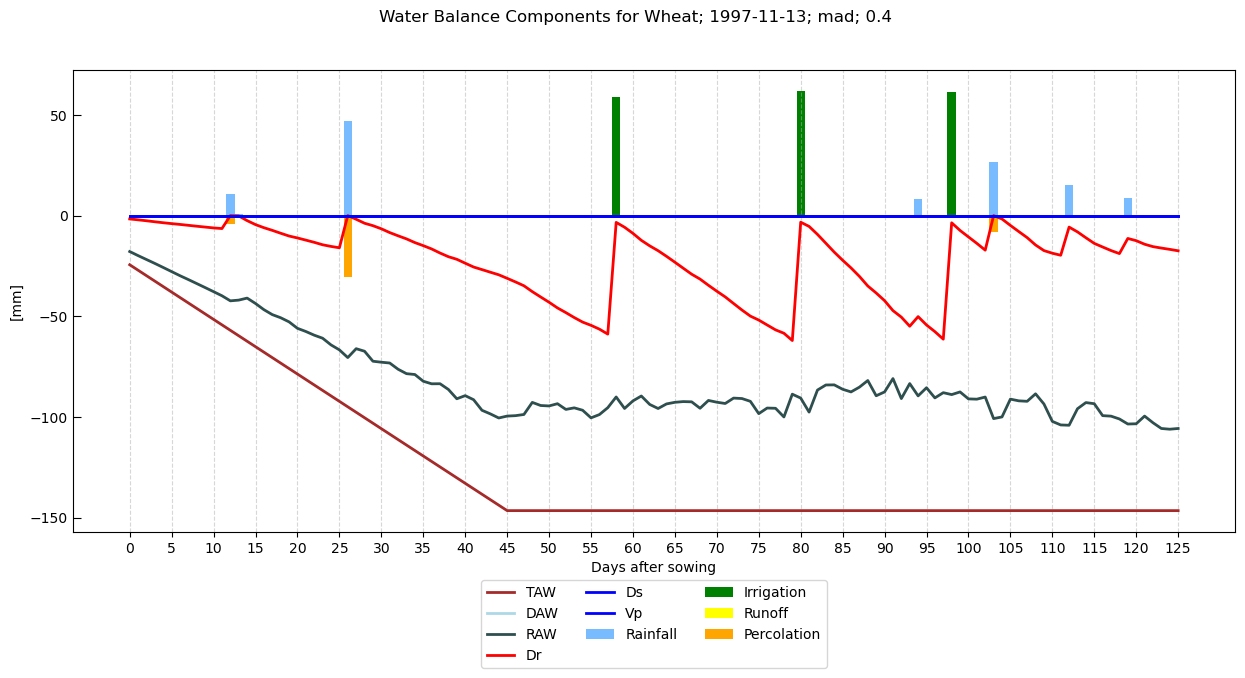 Water Balance Components for Wheat; 1997-11-13; mad; 0.4
50
0
−50
−100
−150
[mm]
0 5 10 15 20 25 30 35 40 45 50 55 60 65 70 75 80 85 90 95 100 105 110 115 120 125
Days after sowing
TAW Ds Irrigation
DAW Vp Runoff
RAW Rainfall Percolation
Dr